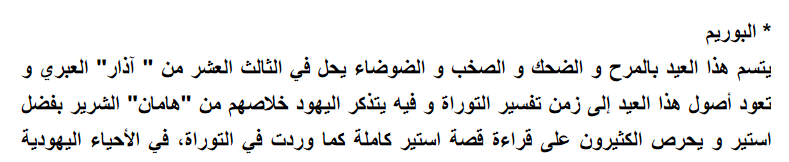 * البوريم
يتسم هذا العيد بالمرح و الضحك و الصخب و الضوضاء يحل في الثالث العشر من " آذار" العبري و
تعود أصول هذا العيد إلى زمن تفسير التوراة و فيه يتذكر اليهود خلاصهم من "هامان" الشرير بفضل
استير و يحرص الكثيرون على قراءة قصة استير كاملة كما وردت في التوراة، في الأحياء اليهودية